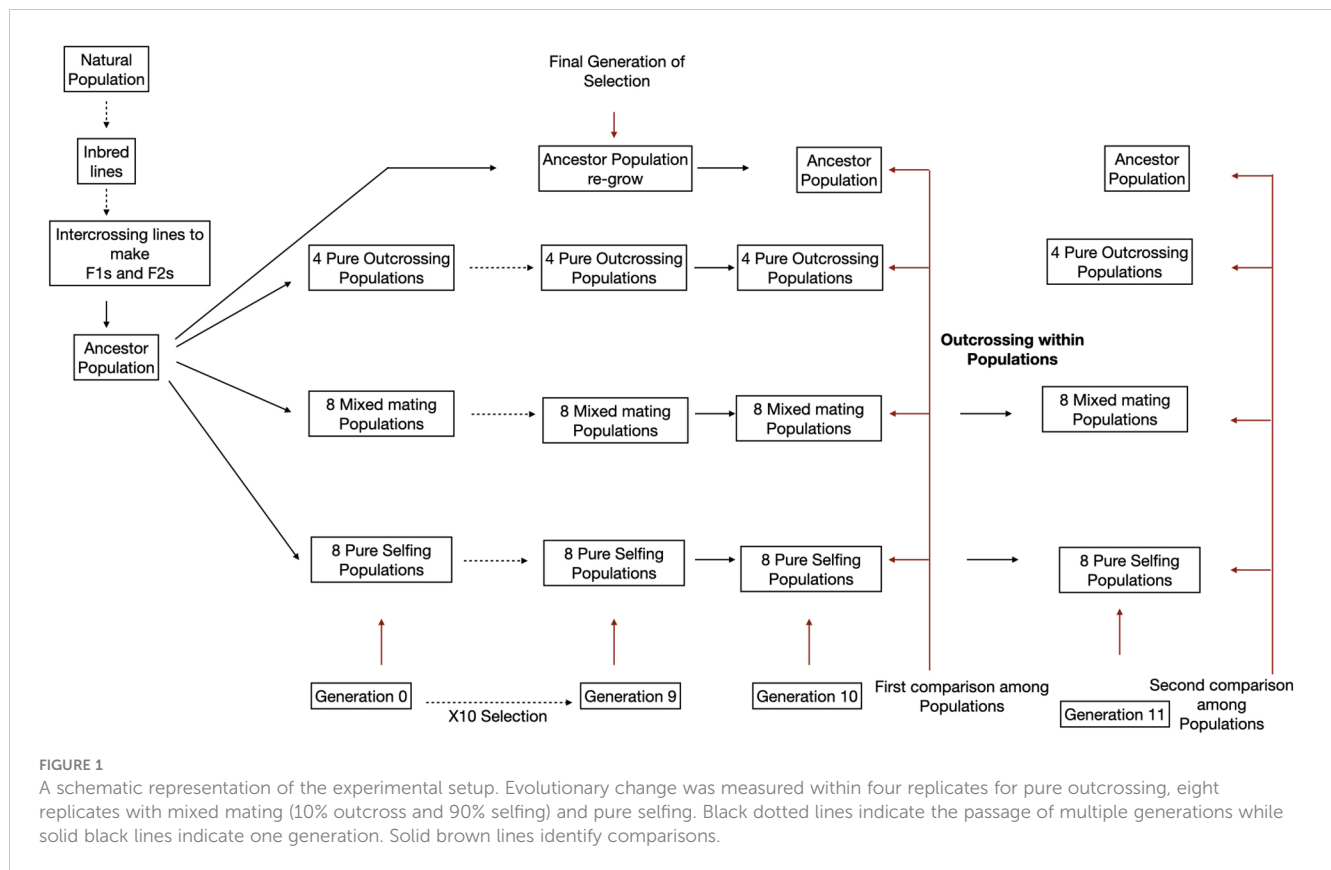 Natural
Population
Inbred
lines
Intercrossing lines to
make
F1s and F2s
Ancestor
Population
Final Generation of
Selection
Ancestor Population
re-grow
Ancestor
Population
Ancestor
Population
4 Pure Outcrossing
Populations
4 Pure Outcrossing
Populations
4 Pure Outcrossing
Populations
4 Pure Outcrossing
Populations
Outcrossing within
Populations
8 Mixed mating
Populations
8 Mixed mating
Populations
8 Mixed mating
Populations
8 Mixed mating
Populations
8 Pure Selfing
Populations
8 Pure Selfing
Populations
8 Pure Selfing
Populations
8 Pure Selfing
Populations
Generation 0
X10 Selection
Generation 9
Generation 10
First comparison among
Populations
Generation 11
Second comparison
among
Populations
FIGURE 1
A schematic representation of the experimental setup. Evolutionary change was measured within four replicates for pure outcrossing, eight
replicates with mixed mating (10% outcross and 90% selfing) and pure selfing. Black dotted lines indicate the passage of multiple generations while
solid black lines indicate one generation. Solid brown lines identify comparisons.